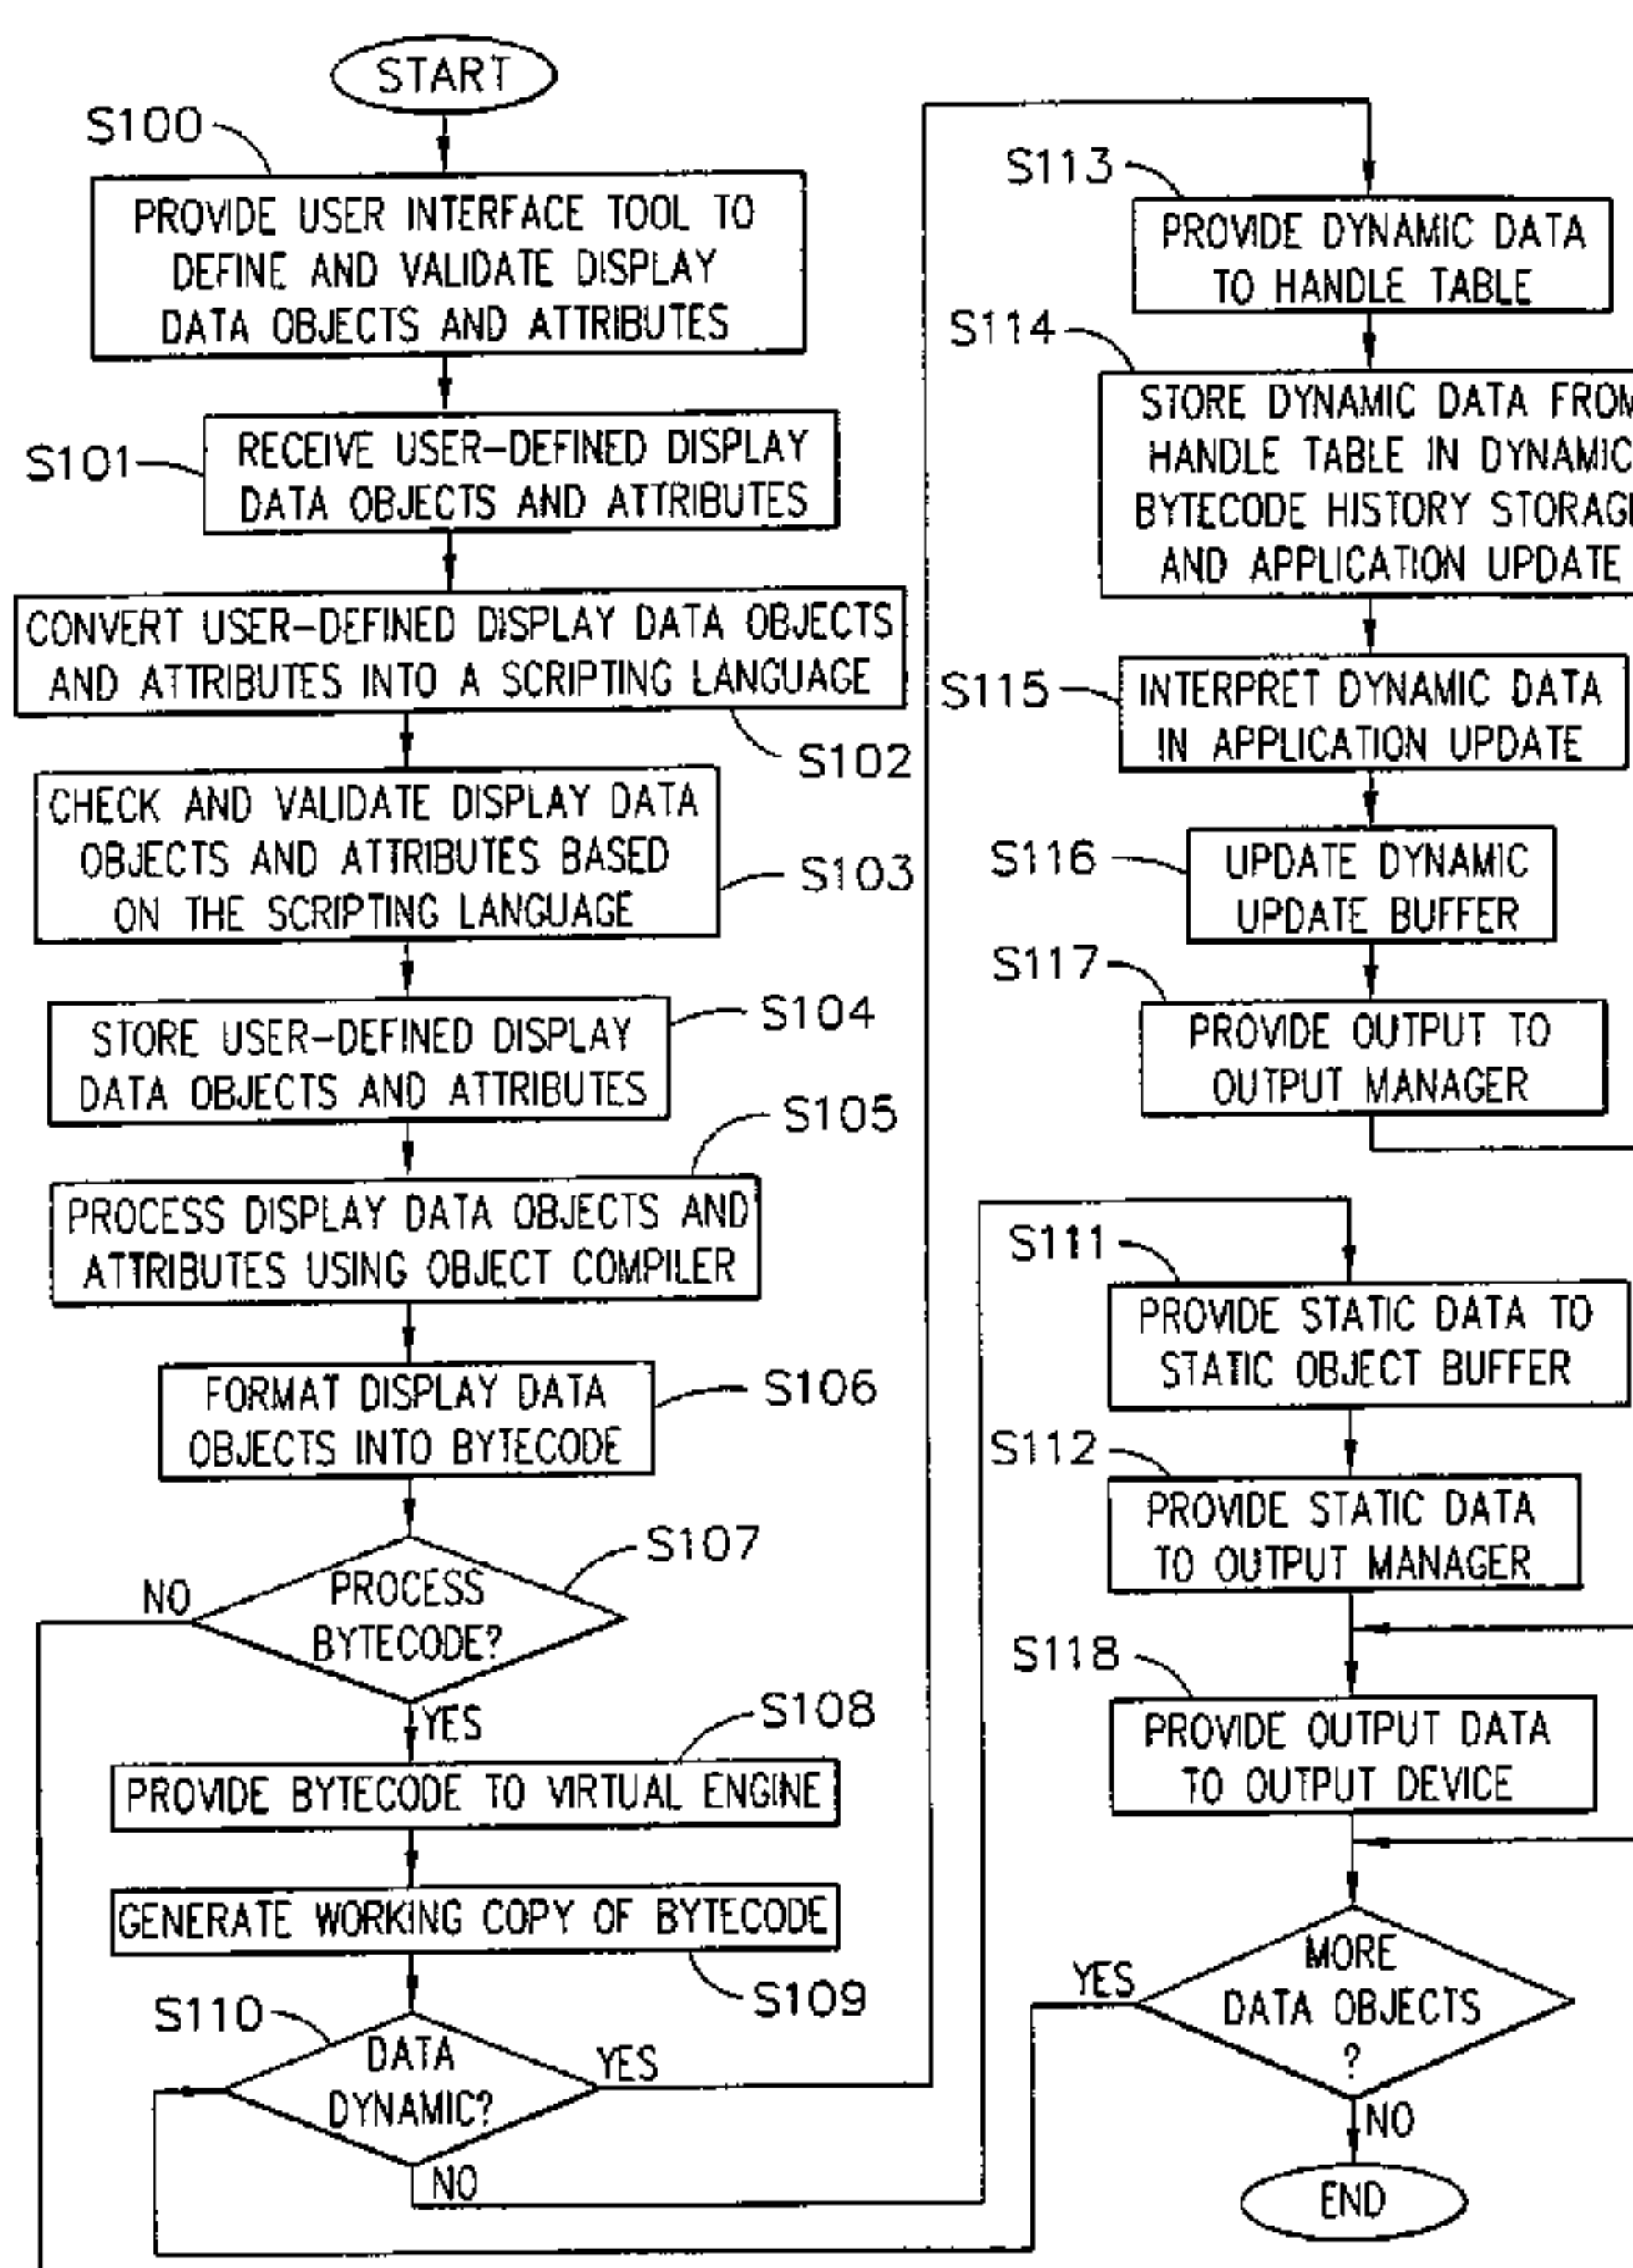 START
S100
PROVIDE USER INTERFACE TOOL TO
DEFINE AND VALIDATE DISPLAY
DATA OBJECTS AND ATTRIBUTES
S101
RECEIVE USER-DEFINED DISPLAY
DATA OBJECTS AND ATTRIBUTES
CONVERT USER-DEFINED DISPLAY DATA OBJECTS
AND ATTRIBUTES INTO A SCRIPTING LANGUAGE
S102
CHECK AND VALIDATE DISPLAY DATA
OBJECTS AND ATTRIBUTES BASED
ON THE SCRIPTING LANGUAGE
S103
STORE USER-DEFINED DISPLAY
DATA OBJECTS AND ATTRIBUTES
S104
S105
PROCESS DISPLAY DATA OBJECTS AND
ATTRIBUTES USING OBJECT COMPILER
FORMAT DISPLAY DATA
OBJECTS INTO BYTECODE
S106
S107
NO
PROCESS
BYTECODE?
YES
S108
PROVIDE BYTECODE TO VIRTUAL ENGINE
GENERATE WORKING COPY OF BYTECODE
S109
S110
DATA
DYNAMIC?
YES
NO
S113
PROVIDE DYNAMIC DATA
TO HANDLE TABLE
S114
STORE DYNAMIC DATA FROM
HANDLE TABLE IN DYNAMIC
BYTECODE HISTORY STORAGE
AND APPLICATION UPDATE
S115
INTERPRET DYNAMIC DATA
IN APPLICATION UPDATE
S116
UPDATE DYNAMIC
UPDATE BUFFER
S117
PROVIDE OUTPUT TO
OUTPUT MANAGER
S111
PROVIDE STATIC DATA TO
STATIC OBJECT BUFFER
S112
PROVIDE STATIC DATA
TO OUTPUT MANAGER
S118
PROVIDE OUTPUT DATA
TO OUTPUT DEVICE
YES
MORE
DATA OBJECTS
?
NO
END